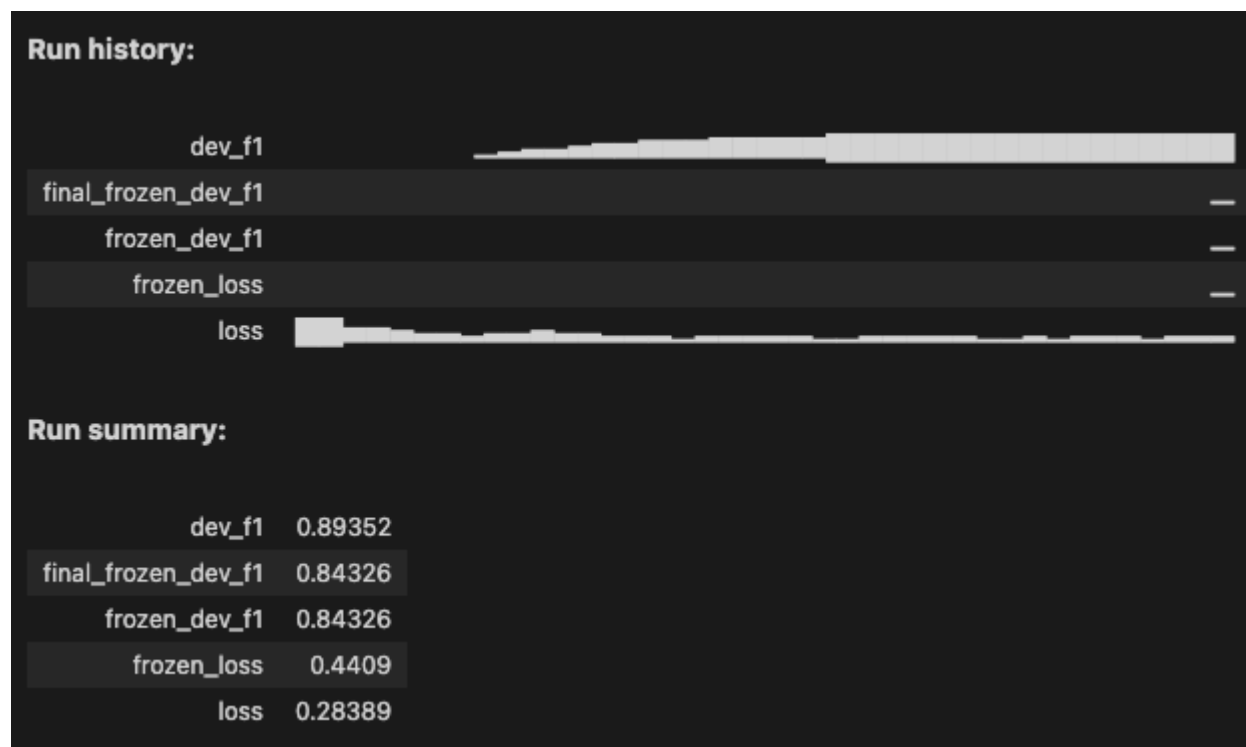 Run history:
dev_f1
final_frozen_dev_f1
frozen_dev_f1
frozen_loss
loss
Run summary:
dev_f1 0.89352
final_frozen_dev_f1 0.84326
frozen_dev_f1 0.84326
frozen_loss 0.4409
loss 0.28389